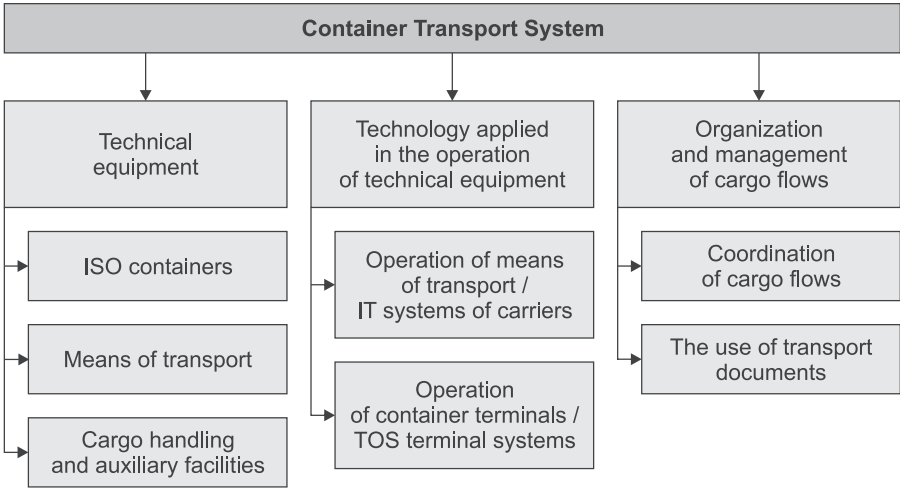 Container Transport System
Technical
equipment
ISO containers
Means of transport
Cargo handling
and auxiliary facilities
Technology applied
in the operation
of technical equipment
Operation of means
of transport /
IT systems of carriers
Operation
of container terminals /
TOS terminal systems
Organization
and management
of cargo flows
Coordination
of cargo flows
The use of transport
documents